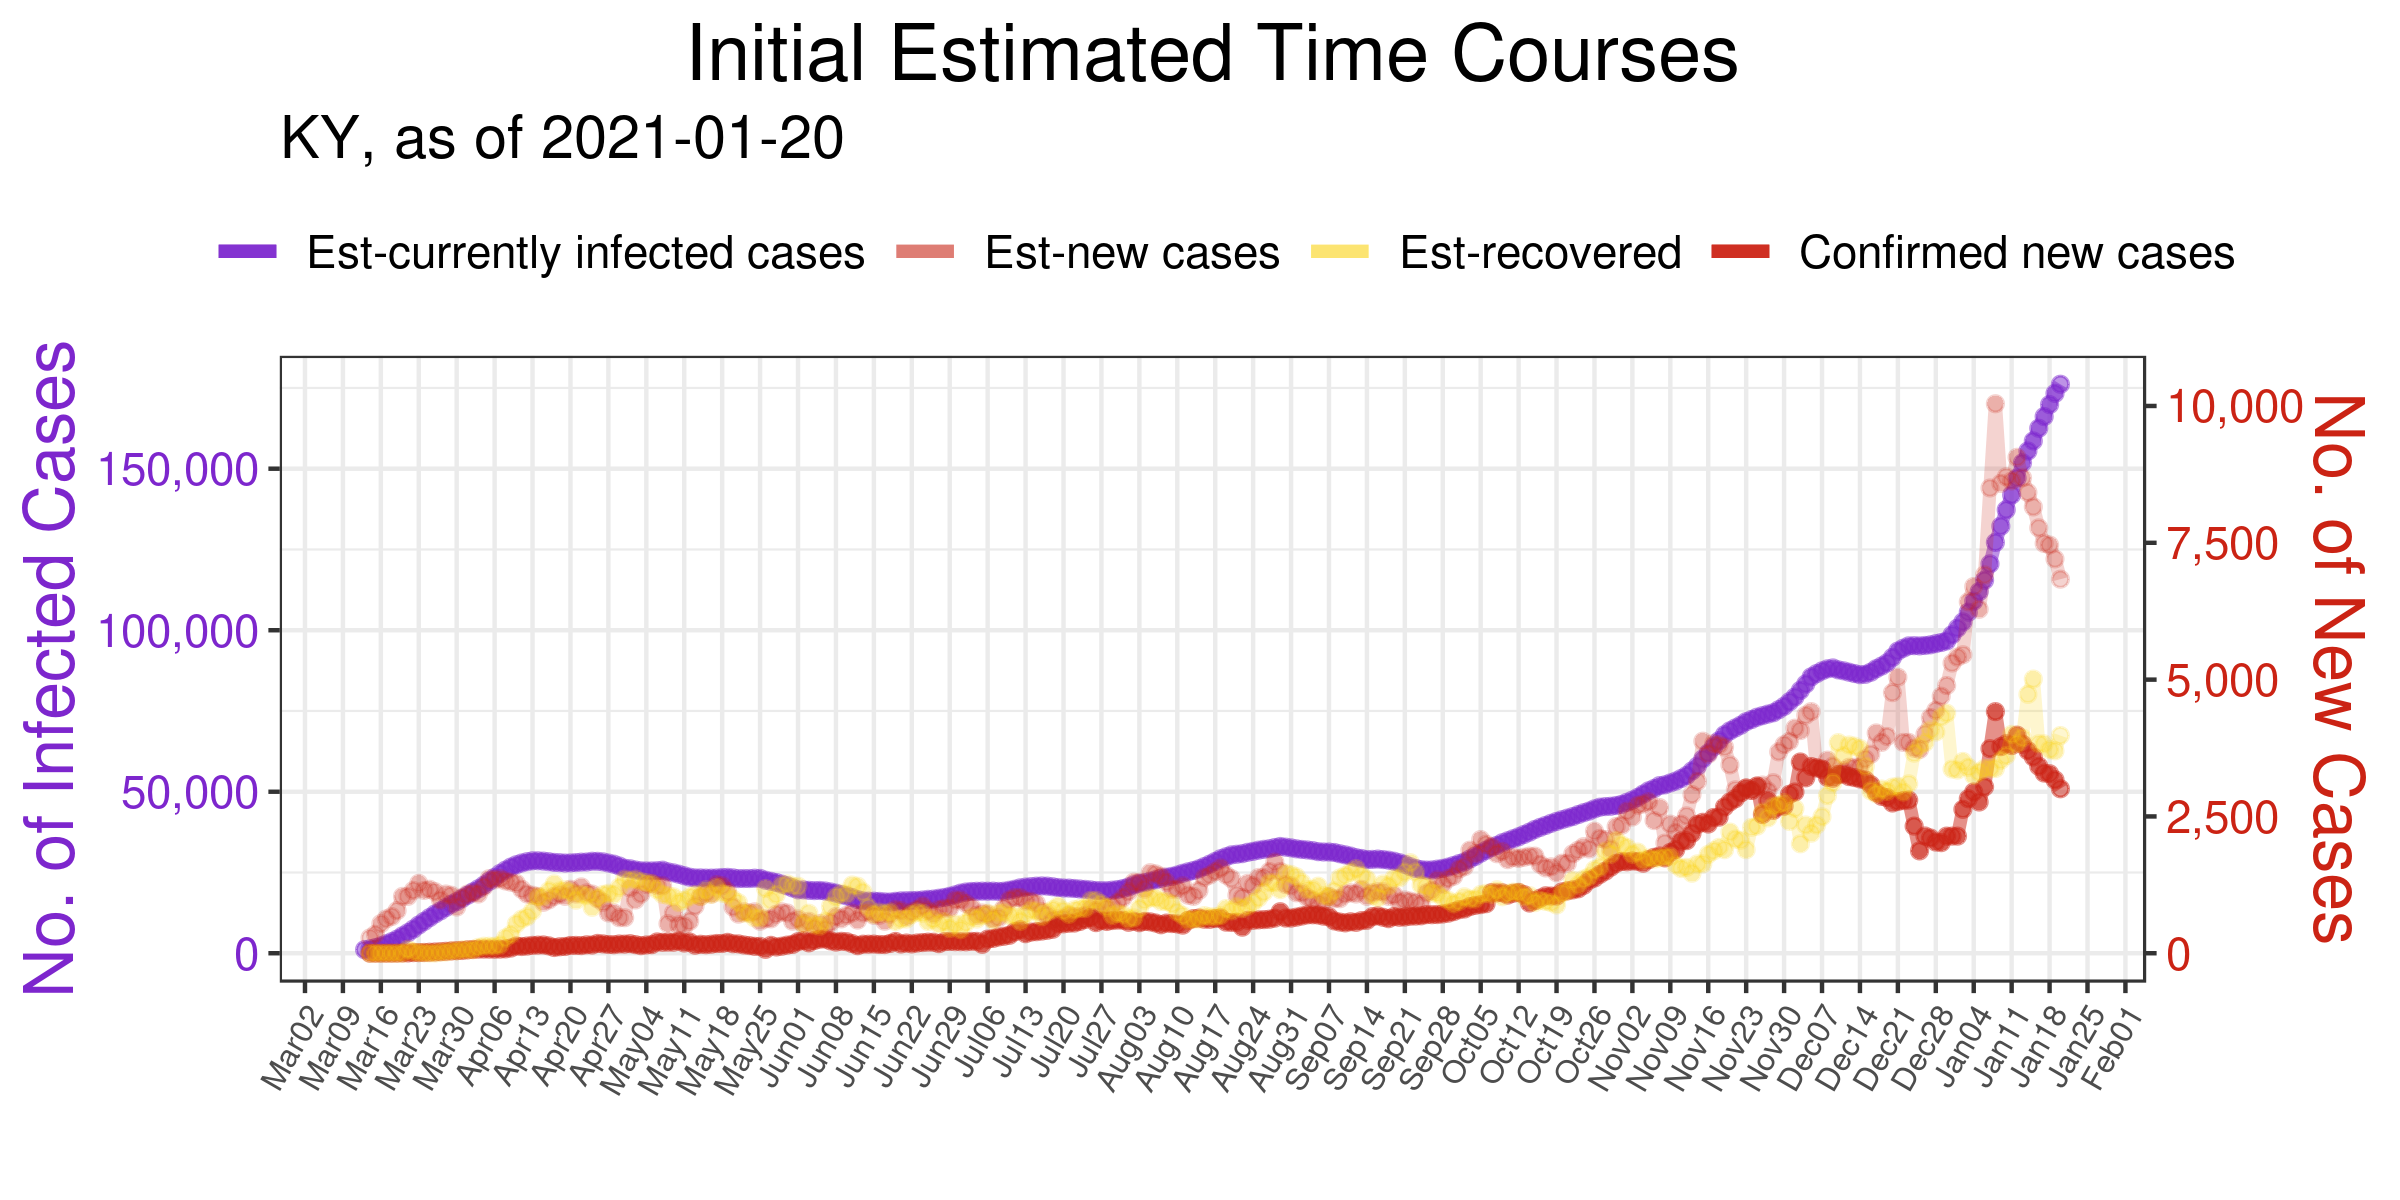 Initial Estimated Time Courses
KY, as of 2021-01-20
Est-currently infected cases
Est-new cases
Est-recovered
Confirmed new cases
No. of Infected Cases
150,000
100,000
50,000
0
10,000
7,500
5,000
2,500
0
No. of New Cases
Mar02
Mar09
Mar16
Mar23
Mar30
Apr06
Apr13
Apr20
Apr27
May04
May11
May18
May25
Jun01
Jun08
Jun15
Jun22
Jun29
Jul06
Jul13
Jul20
Jul27
Aug03
Aug10
Aug17
Aug24
Aug31
Sep07
Sep14
Sep21
Sep28
Oct05
Oct12
Oct19
Oct26
Nov02
Nov09
Nov16
Nov23
Nov30
Dec07
Dec14
Dec21
Dec28
Jan04
Jan11
Jan18
Jan25
Feb01